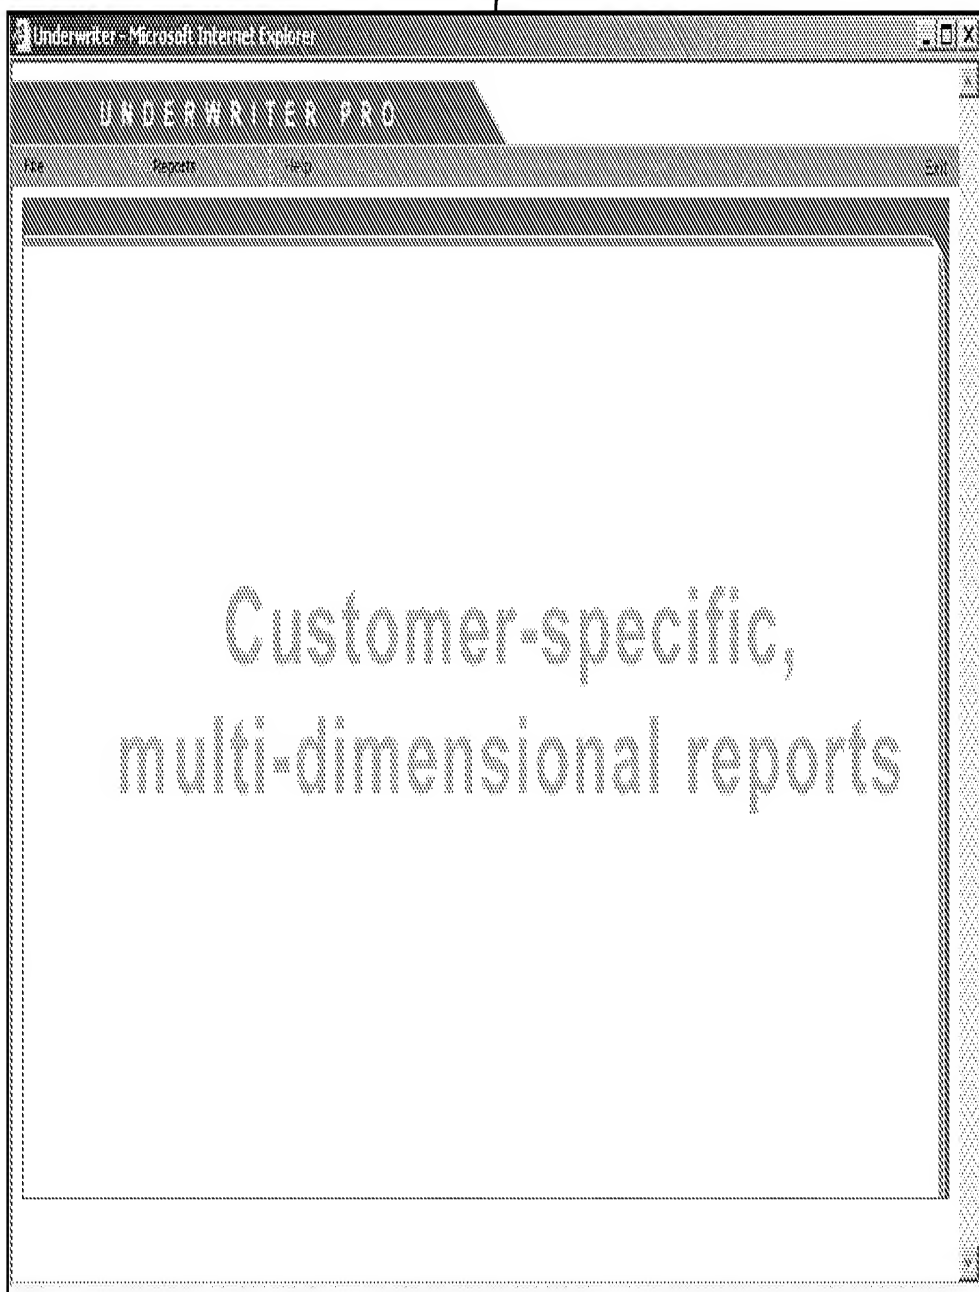 Underwriter - Microsoft Internet Explorer
UNDERWRITER PRO
File Reports Help Exit
Customer-specific,
multi-dimensional reports